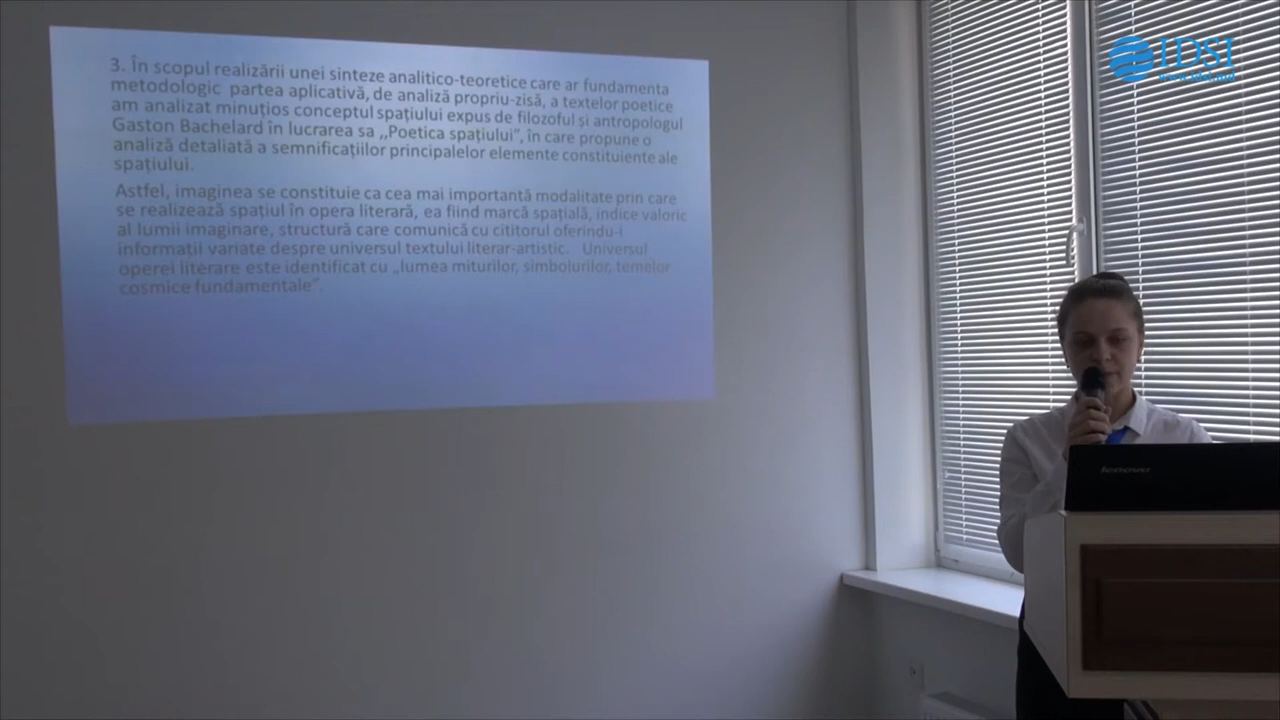 3. În scopul realizării unei sinteze analitico-teoretice care ar fundamenta
metodologic partea aplicativă, de analiză propriu-zisă, a textelor poetice
am analizat minuțios conceptul spațiului expus de filozoful și antropologul
Gaston Bachelard în lucrarea sa ,,Poetica spațiului”, în care propune o
analiză detaliată a semnificațiilor principalelor elemente constituiente ale
spațiului.
Astfel, imaginea se constituie ca cea mai importantă modalitate prin care
se realizează spațiul în opera literară, ea fiind marcă spațială, indice valoric
al lumii imaginare, structură care comunică cu cititorul oferindu-i
informații variate despre universul textului literar-artistic. Universul
operei literare este identificat cu „lumea miturilor, simbolurilor, temelor
cosmice fundamentale”.
IDSI
www.idsi.md
lenovo